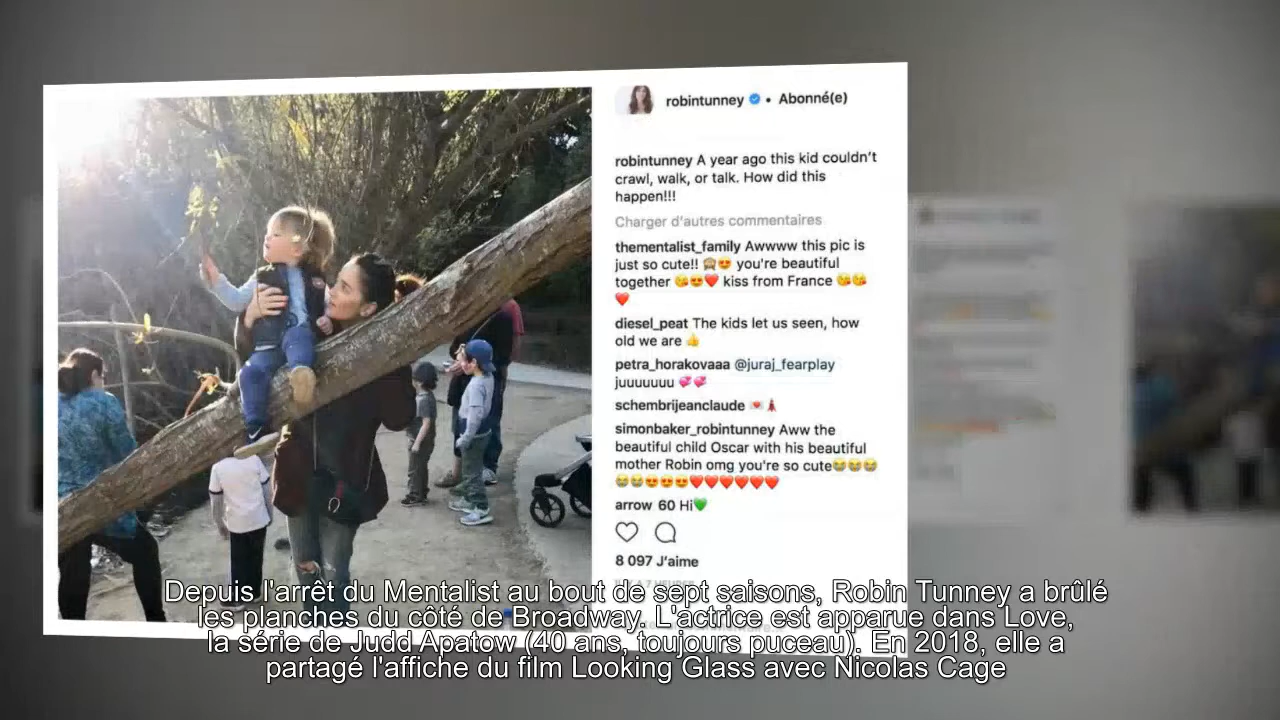 robintunney • Abonné(e)
robintunney A year ago this kid couldn't
crawl, walk, or talk. How did this
happen!!!
Charger d'autres commentaires
thementalist_family Awwww this pic is
just so cute!! 🙈😍 you're beautiful
together 😘😍❤️ kiss from France 😘😘
❤️
diesel_peat The kids let us seen, how
old we are 👍
petra_horakovaaa @juraj_fearplay
juuuuuuu 💞💞
schembrijeanclaude 💌🗼
simonbaker_robintunney Aww the
beautiful child Oscar with his beautiful
mother Robin omg you're so cute😭😭😭
😭😭😍😍😍❤️❤️❤️❤️❤️❤️
arrow 60 Hi💚
8 097 J'aime
IL Y A 7 HEURES
Depuis l'arrêt du Mentalist au bout de sept saisons, Robin Tunney a brûlé
les planches du côté de Broadway. L'actrice est apparue dans Love,
la série de Judd Apatow (40 ans, toujours puceau). En 2018, elle a
partagé l'affiche du film Looking Glass avec Nicolas Cage